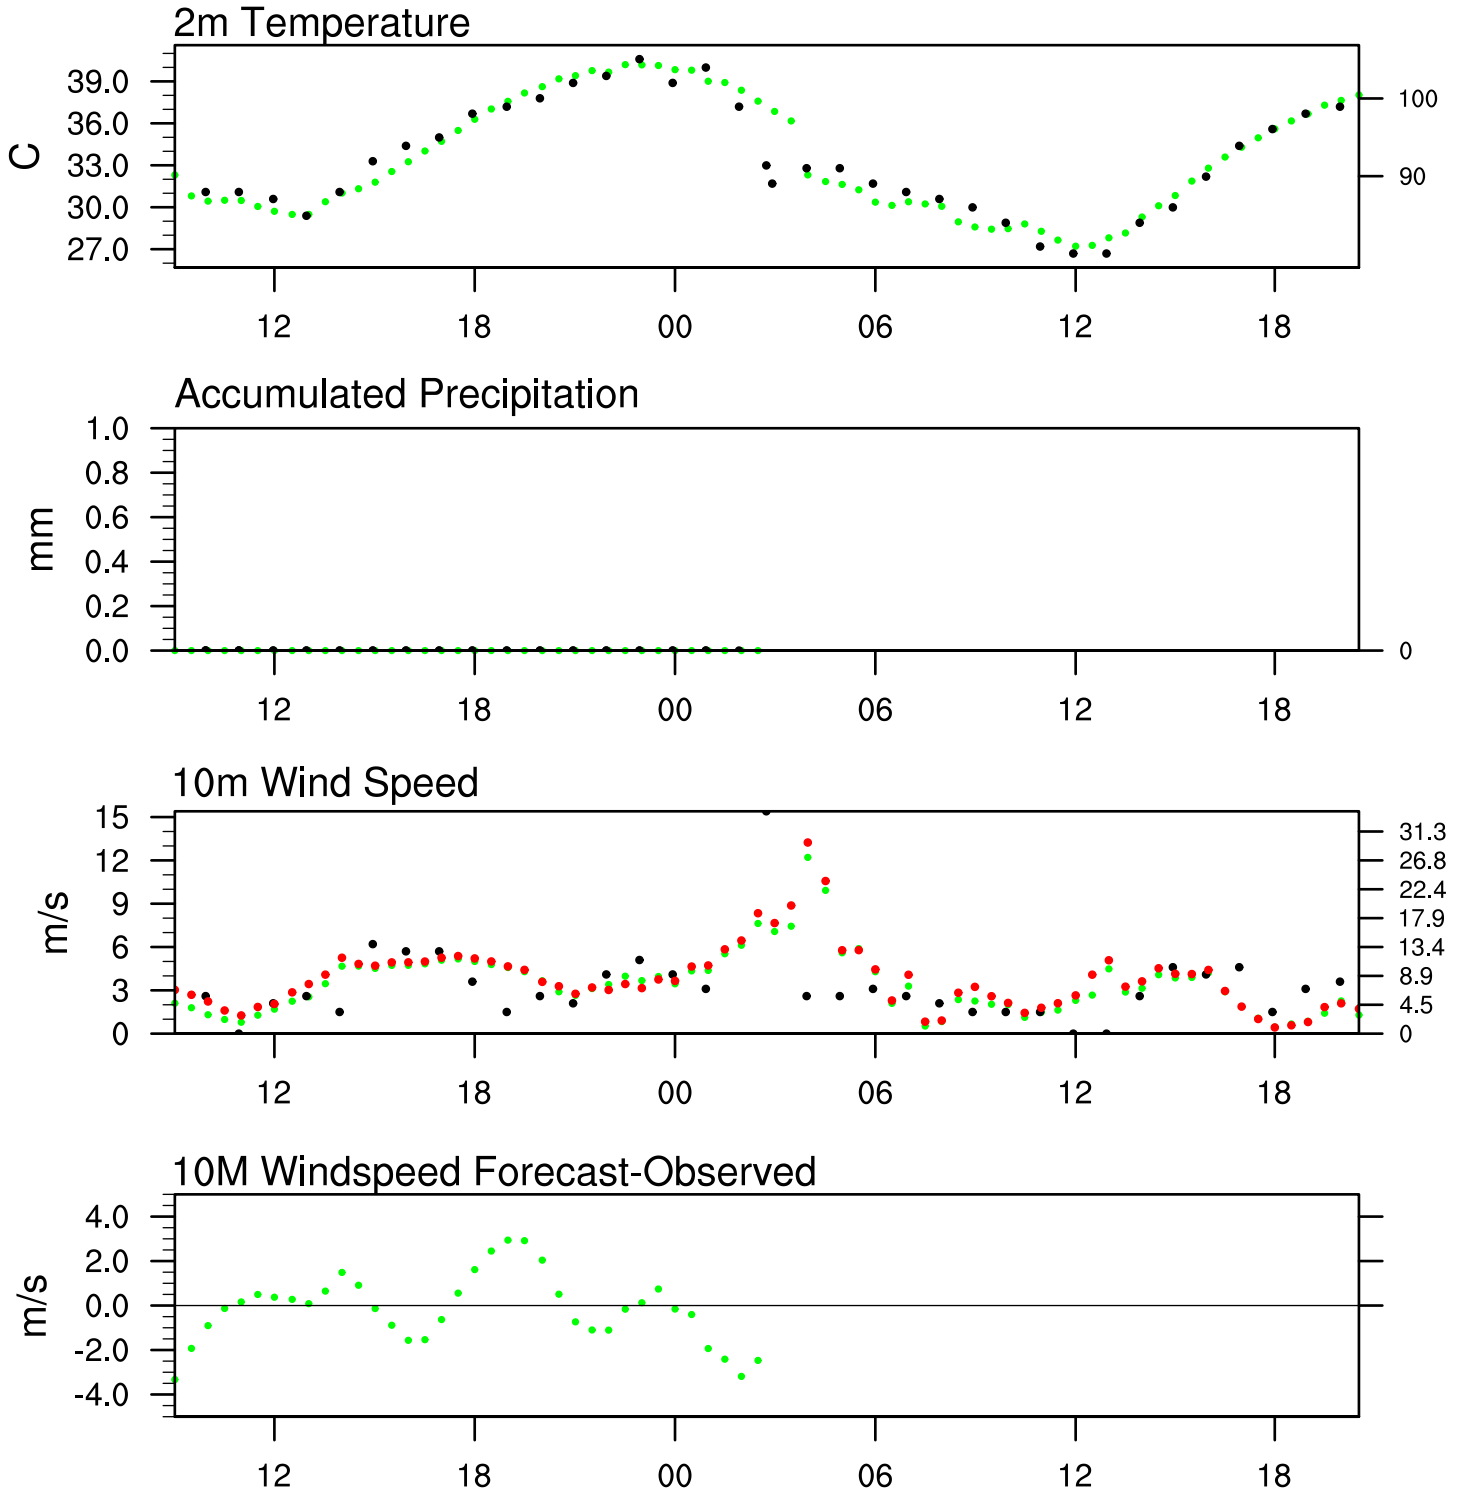 2m Temperature
39.0
36.0
33.0
30.0
27.0
C
100
90
12 18 00 06 12 18
Accumulated Precipitation
1.0
0.8
0.6
0.4
0.2
0.0
mm
0
12 18 00 06 12 18
10m Wind Speed
15
12
9
6
3
0
m/s
31.3
26.8
22.4
17.9
13.4
8.9
4.5
0
12 18 00 06 12 18
10M Windspeed Forecast-Observed
4.0
2.0
0.0
-2.0
-4.0
m/s
12 18 00 06 12 18